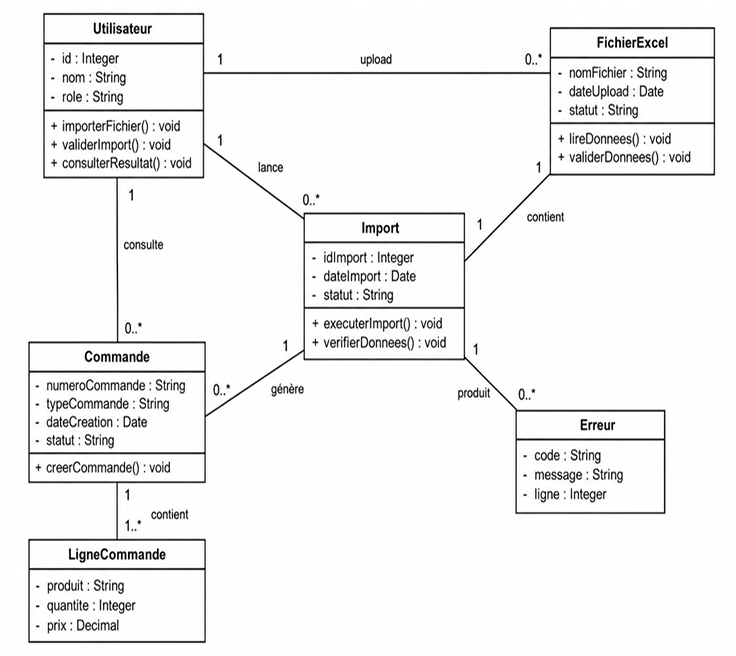 Utilisateur
- id : Integer
- nom : String
- role : String
+ importerFichier() : void
+ validerImport() : void
+ consulterResultat() : void
1
upload
0..*
FichierExcel
- nomFichier : String
- dateUpload : Date
- statut : String
+ lireDonnees() : void
+ validerDonnees() : void
1
lance
0..*
1
contient
1
Import
- idImport : Integer
- dateImport : Date
- statut : String
+ executerImport() : void
+ verifierDonnees() : void
1
consulte
0..*
1
génère
0..*
1
produit
0..*
Commande
- numeroCommande : String
- typeCommande : String
- dateCreation : Date
- statut : String
+ creerCommande() : void
Erreur
- code : String
- message : String
- ligne : Integer
1
contient
1..*
LigneCommande
- produit : String
- quantite : Integer
- prix : Decimal